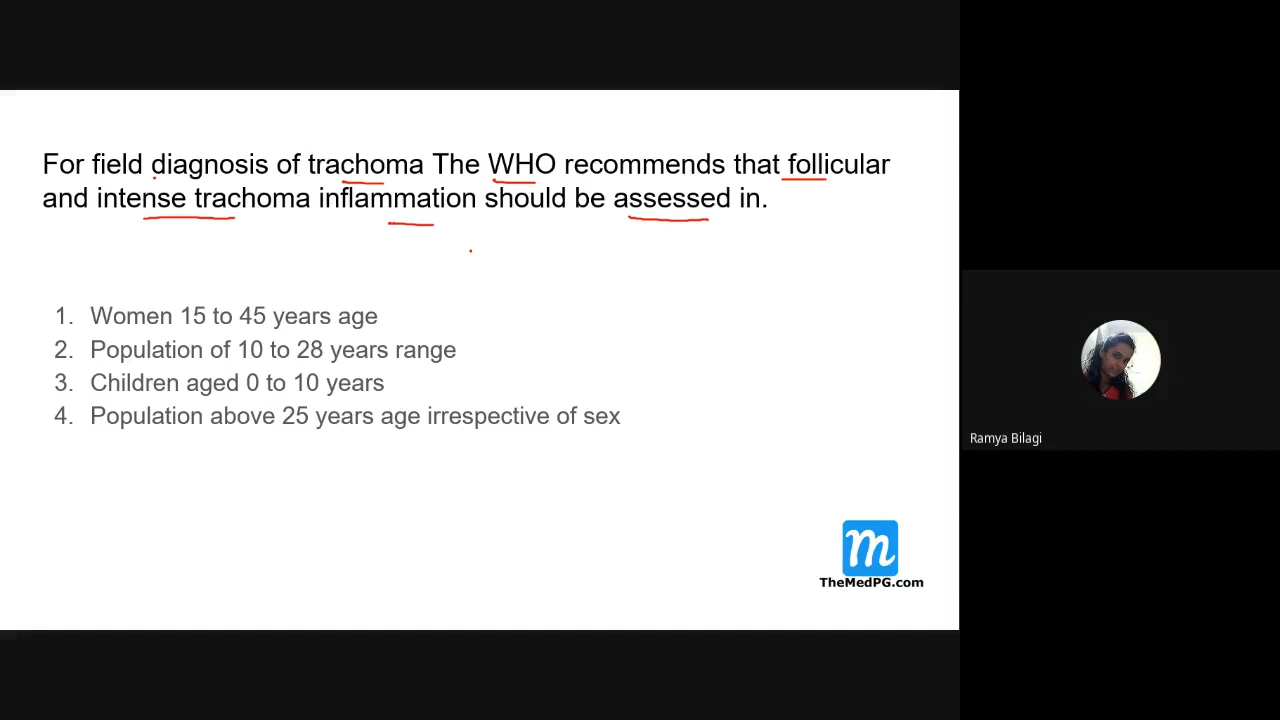 For field diagnosis of trachoma The WHO recommends that follicular
and intense trachoma inflammation should be assessed in.
1. Women 15 to 45 years age
2. Population of 10 to 28 years range
3. Children aged 0 to 10 years
4. Population above 25 years age irrespective of sex
m
TheMedPG.com
Ramya Bilagi